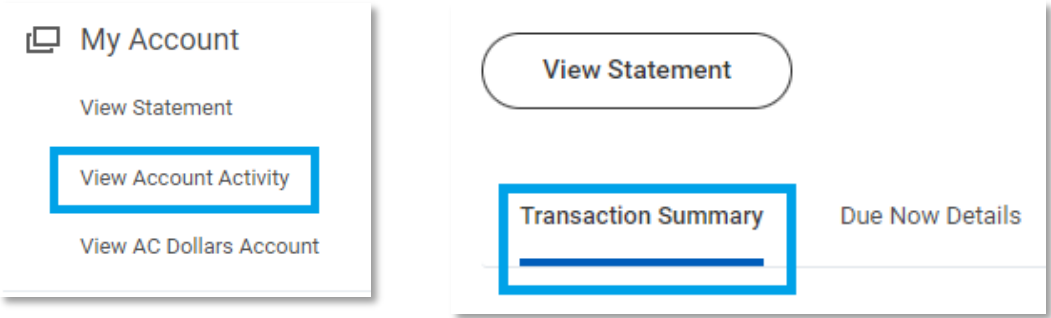 My Account
View Statement
View Account Activity
View AC Dollars Account
View Statement
Transaction Summary
Due Now Details